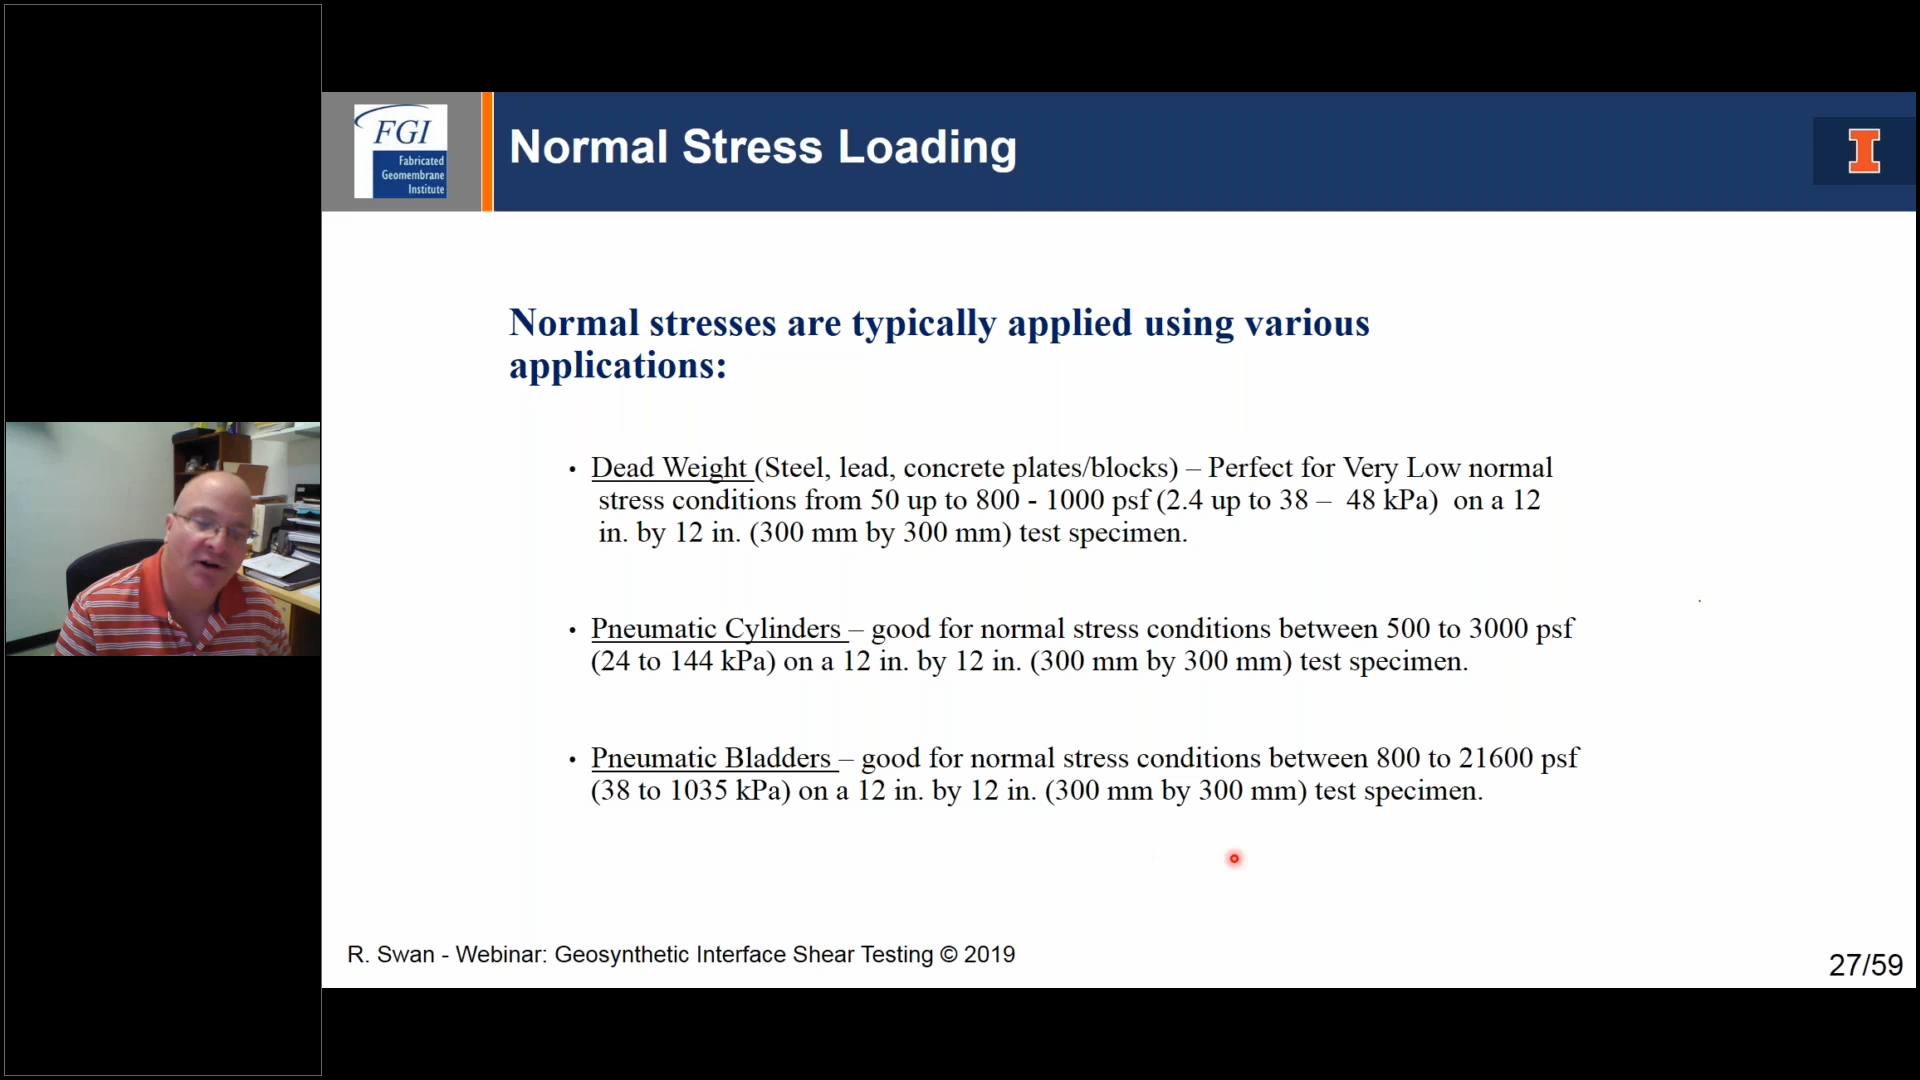 FGI
Fabricated
Geomembrane
Institute
Normal Stress Loading
I
Normal stresses are typically applied using various
applications:
• Dead Weight (Steel, lead, concrete plates/blocks) – Perfect for Very Low normal
stress conditions from 50 up to 800 - 1000 psf (2.4 up to 38 – 48 kPa) on a 12
in. by 12 in. (300 mm by 300 mm) test specimen.
• Pneumatic Cylinders – good for normal stress conditions between 500 to 3000 psf
(24 to 144 kPa) on a 12 in. by 12 in. (300 mm by 300 mm) test specimen.
• Pneumatic Bladders – good for normal stress conditions between 800 to 21600 psf
(38 to 1035 kPa) on a 12 in. by 12 in. (300 mm by 300 mm) test specimen.
R. Swan - Webinar: Geosynthetic Interface Shear Testing © 2019
27/59